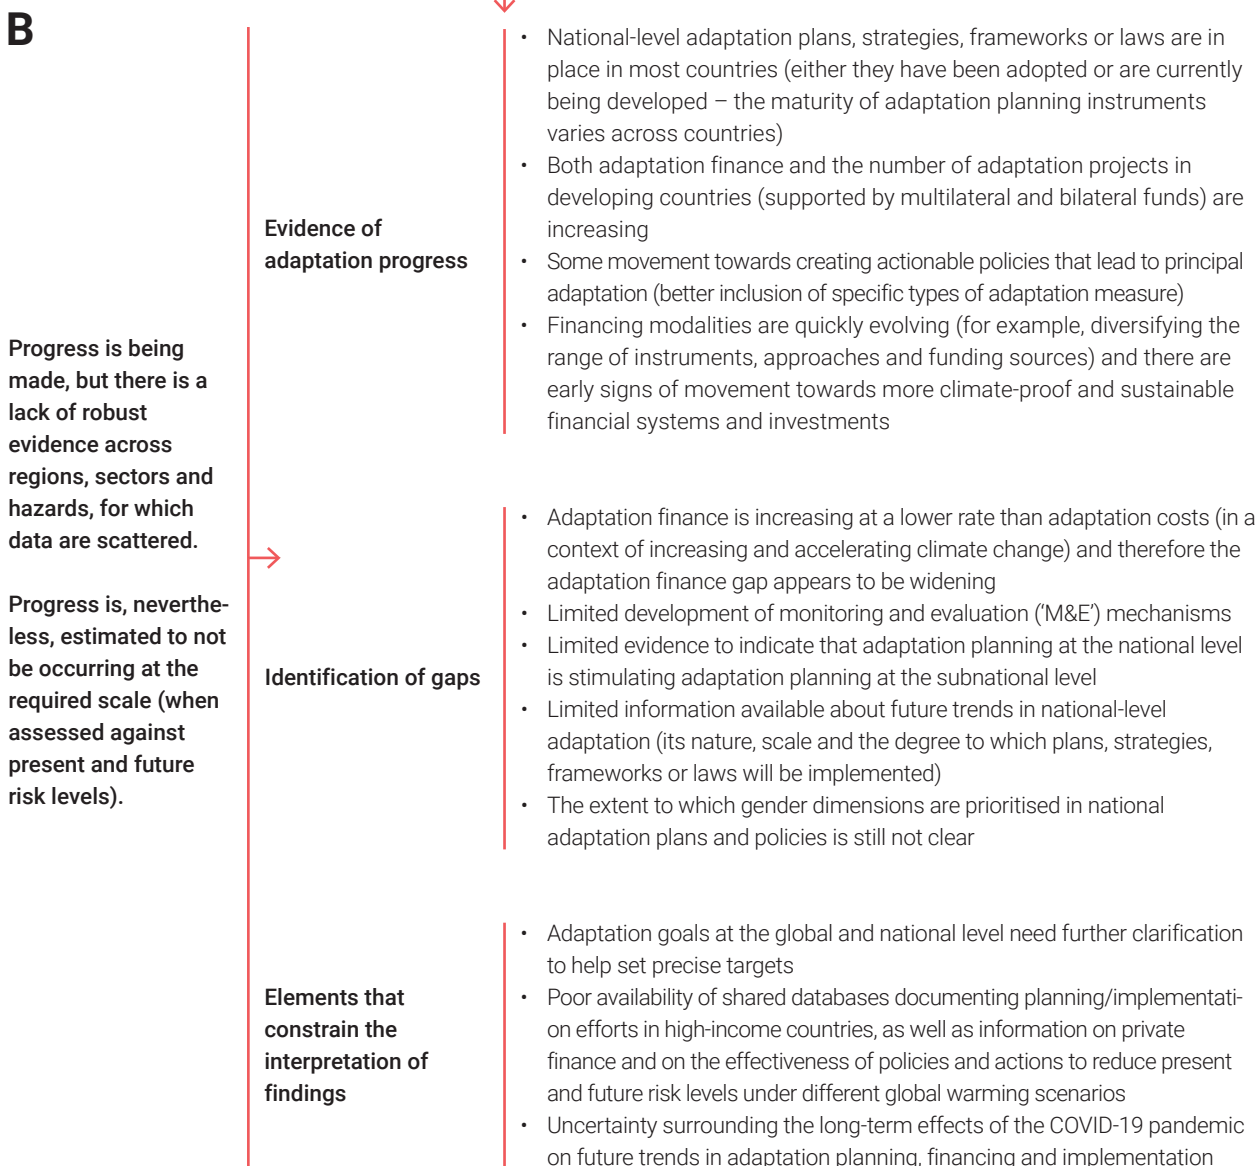 B
Progress is being
made, but there is a
lack of robust
evidence across
regions, sectors and
hazards, for which
data are scattered.
Progress is, neverthe-
less, estimated to not
be occurring at the
required scale (when
assessed against
present and future
risk levels).
Evidence of
adaptation progress
• National-level adaptation plans, strategies, frameworks or laws are in
place in most countries (either they have been adopted or are currently
being developed – the maturity of adaptation planning instruments
varies across countries)
• Both adaptation finance and the number of adaptation projects in
developing countries (supported by multilateral and bilateral funds) are
increasing
• Some movement towards creating actionable policies that lead to principal
adaptation (better inclusion of specific types of adaptation measure)
• Financing modalities are quickly evolving (for example, diversifying the
range of instruments, approaches and funding sources) and there are
early signs of movement towards more climate-proof and sustainable
financial systems and investments
Identification of gaps
• Adaptation finance is increasing at a lower rate than adaptation costs (in a
context of increasing and accelerating climate change) and therefore the
adaptation finance gap appears to be widening
• Limited development of monitoring and evaluation (‘M&E’) mechanisms
• Limited evidence to indicate that adaptation planning at the national level
is stimulating adaptation planning at the subnational level
• Limited information available about future trends in national-level
adaptation (its nature, scale and the degree to which plans, strategies,
frameworks or laws will be implemented)
• The extent to which gender dimensions are prioritised in national
adaptation plans and policies is still not clear
Elements that
constrain the
interpretation of
findings
• Adaptation goals at the global and national level need further clarification
to help set precise targets
• Poor availability of shared databases documenting planning/implementati-
on efforts in high-income countries, as well as information on private
finance and on the effectiveness of policies and actions to reduce present
and future risk levels under different global warming scenarios
• Uncertainty surrounding the long-term effects of the COVID-19 pandemic
on future trends in adaptation planning, financing and implementation